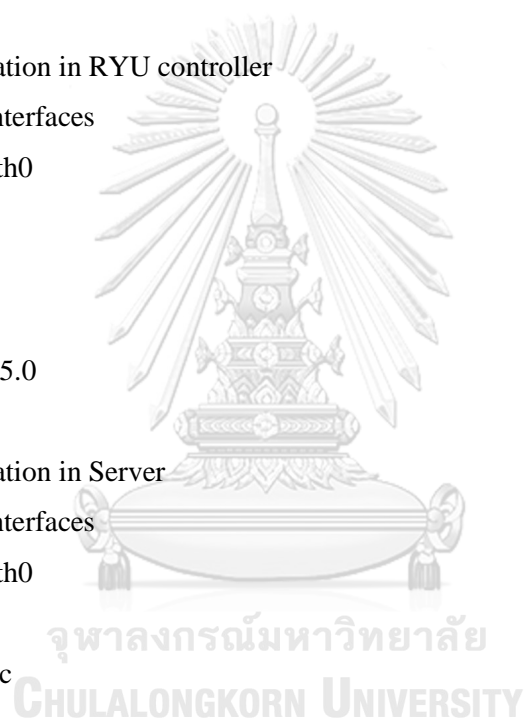 ation in RYU controller
nterfaces
th0
5.0
ation in Server
nterfaces
th0
จุฬาลงกรณ์มหาวิทยาลัย
c
CHULALONGKORN UNIVERSITY